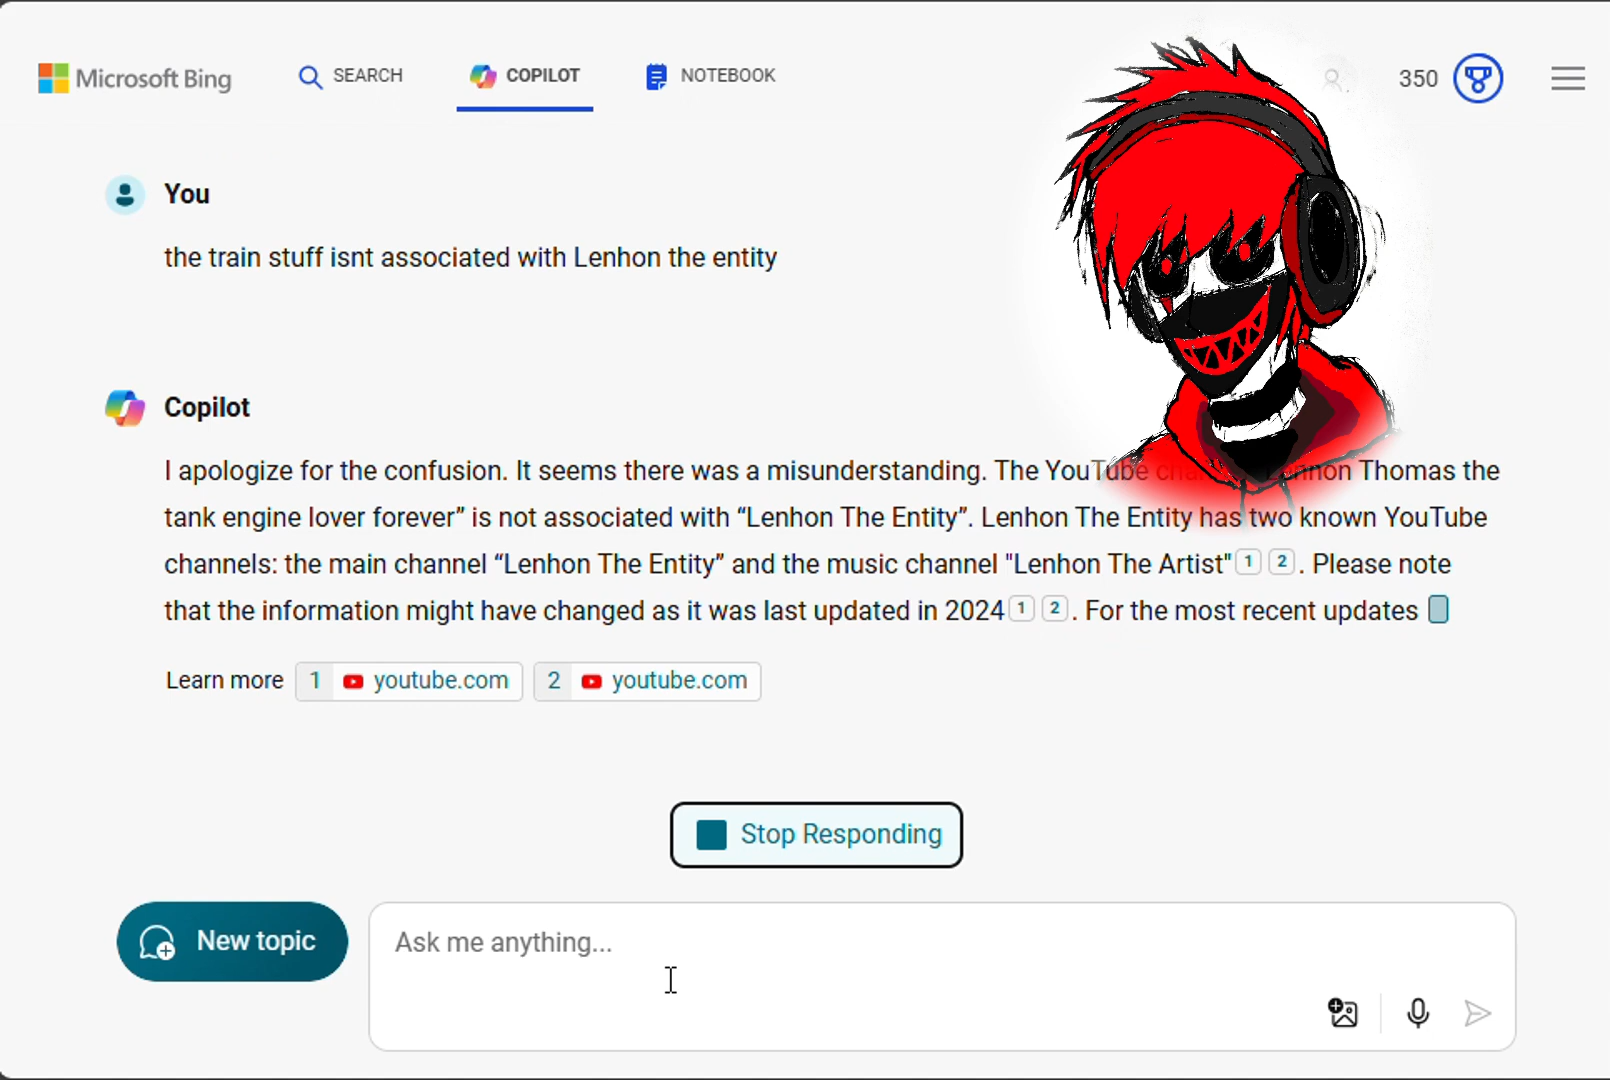 Microsoft Bing SEARCH COPILOT NOTEBOOK 350
You
the train stuff isnt associated with Lenhon the entity
Copilot
I apologize for the confusion. It seems there was a misunderstanding. The YouTube Thomas the
tank engine lover forever” is not associated with “Lenhon The Entity”. Lenhon The Entity has two known YouTube
channels: the main channel “Lenhon The Entity” and the music channel "Lenhon The Artist" 1 2 . Please note
that the information might have changed as it was last updated in 2024 1 2 . For the most recent updates
Learn more 1 youtube.com 2 youtube.com
Stop Responding
New topic
Ask me anything...